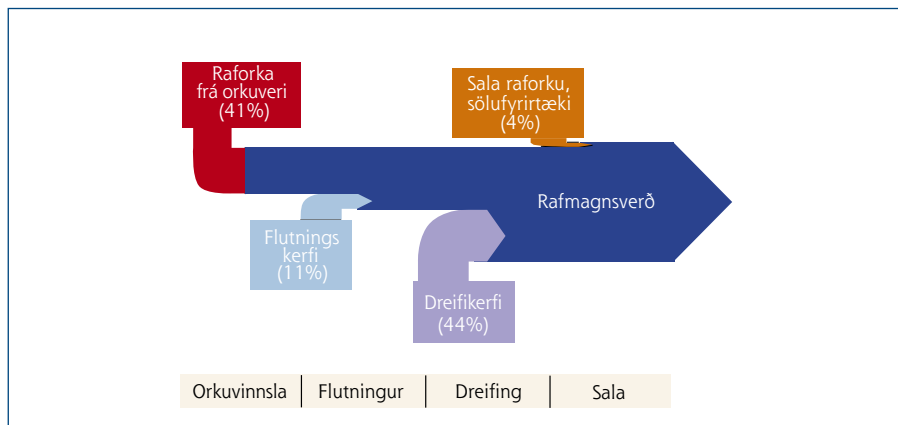 Raforka
frá orkuveri
(41%)
Sala raforku,
sölufyrirtæki
(4%)
Rafmagnsverð
Flutnings
kerfi
(11%)
Dreifikerfi
(44%)
Orkuvinnsla
Flutningur
Dreifing
Sala